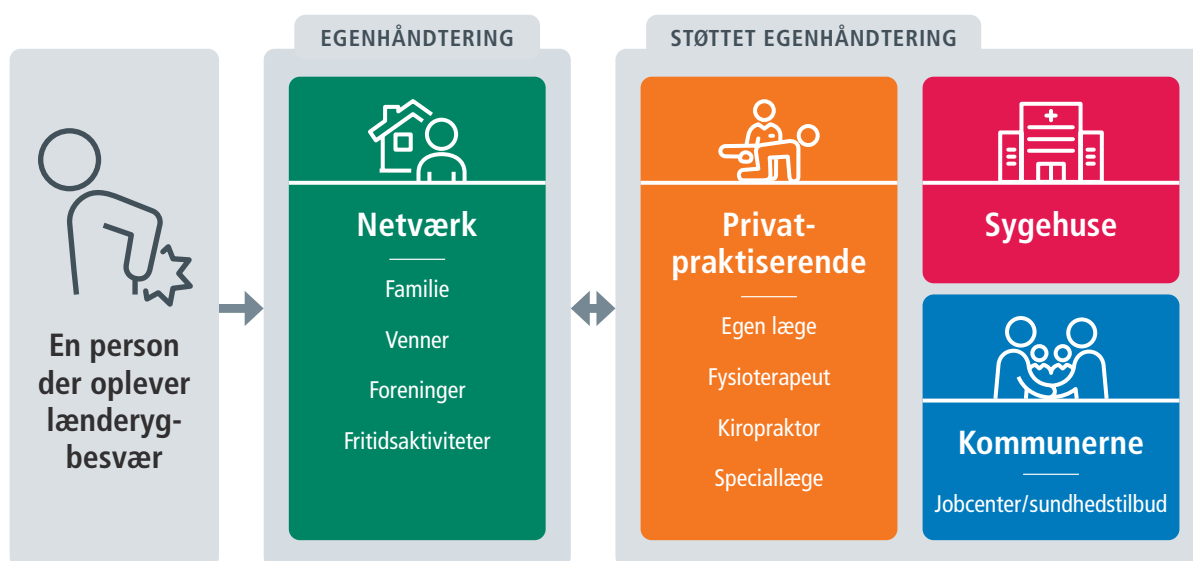 En person
der oplever
lænderyg-
besvær
EGENHÅNDTERING
Netværk
Familie
Venner
Foreninger
Fritidsaktiviteter
STØTTET EGENHÅNDTERING
Privat-
praktiserende
Egen læge
Fysioterapeut
Kiropraktor
Speciallæge
Sygehuse
Kommunerne
Jobcenter/sundhedstilbud